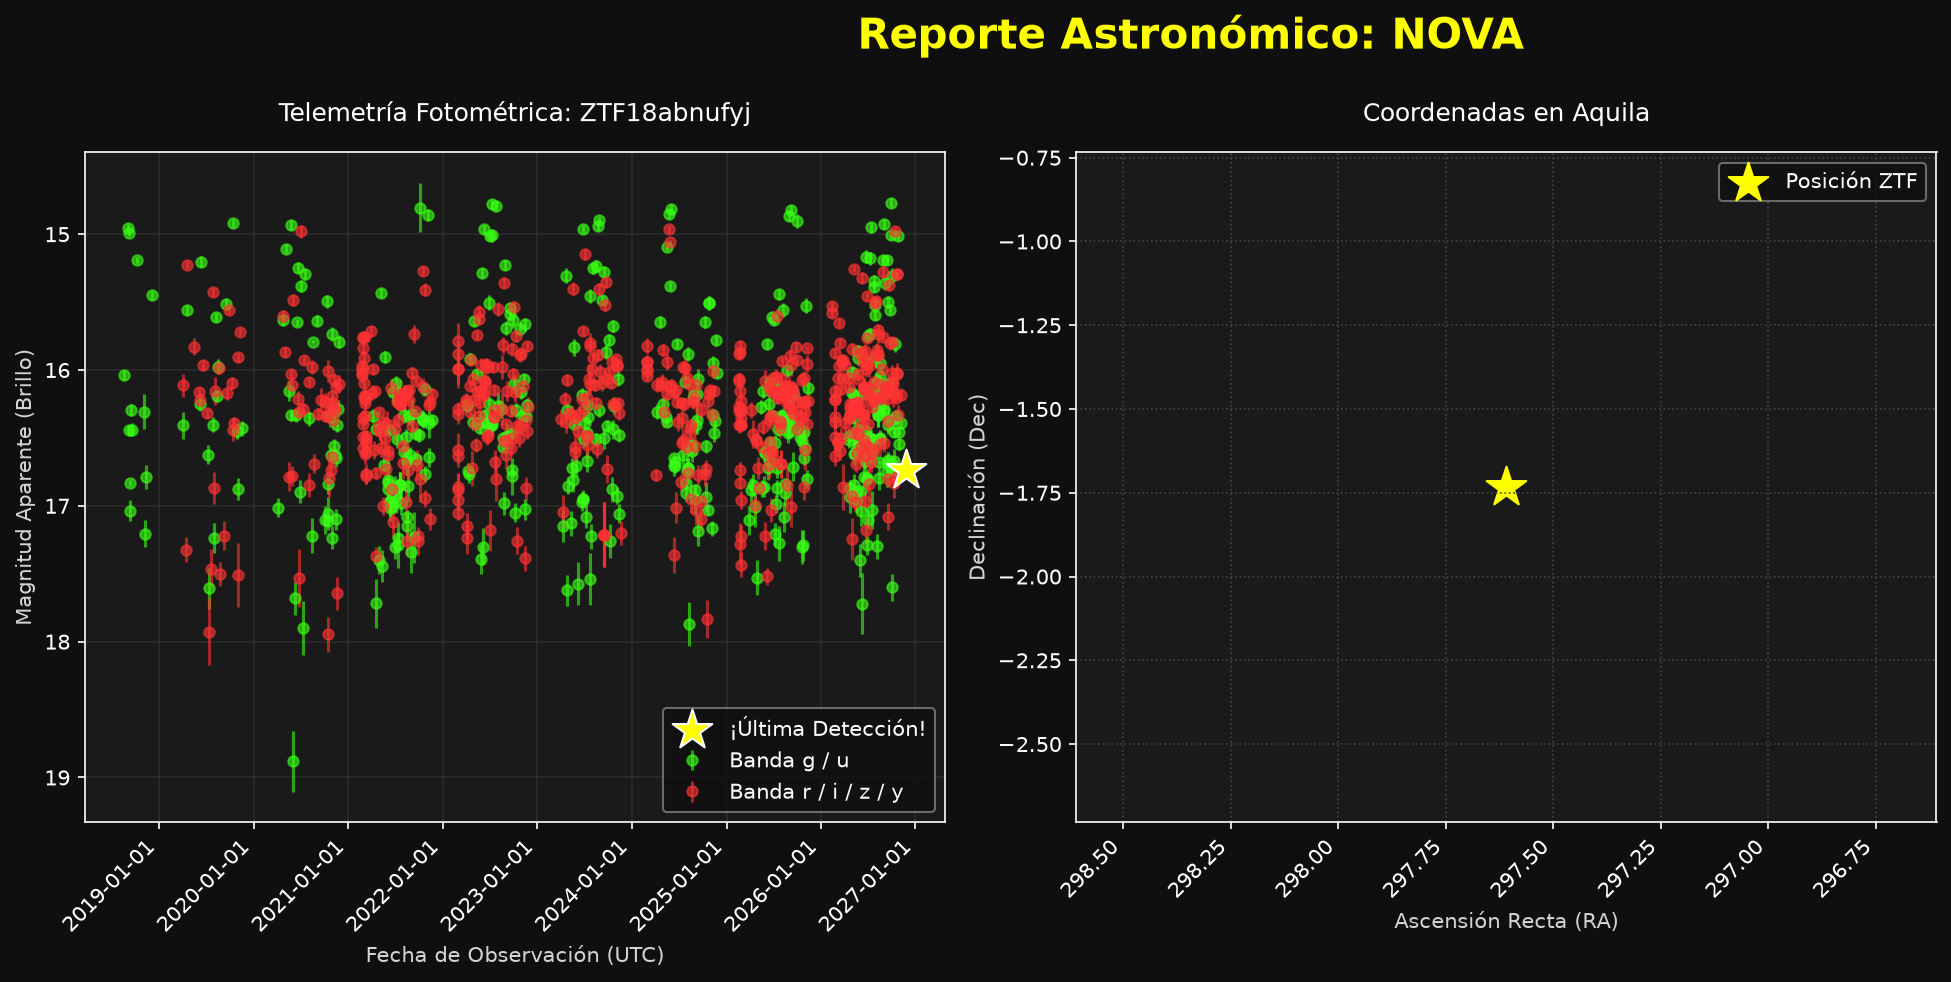 Reporte Astronómico: NOVA
Telemetría Fotométrica: ZTF18abnufyj
Magnitud Aparente (Brillo)
15
16
17
18
19
¡Última Detección!
Banda g / u
Banda r / i / z / y
2019-01-01
2020-01-01
2021-01-01
2022-01-01
2023-01-01
2024-01-01
2025-01-01
2026-01-01
2027-01-01
Fecha de Observación (UTC)
Coordenadas en Aquila
Declinación (Dec)
−0.75
−1.00
−1.25
−1.50
−1.75
−2.00
−2.25
−2.50
Posición ZTF
298.50
298.25
298.00
297.75
297.50
297.25
297.00
296.75
Ascensión Recta (RA)